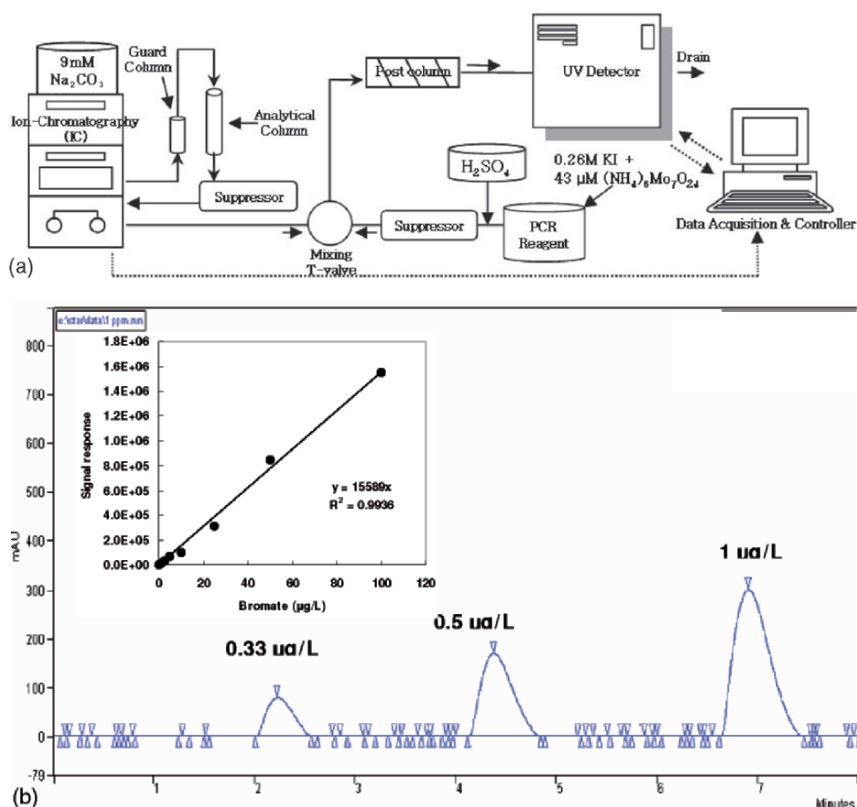 9mM
Na₂CO₃
Guard
Column
Ion-Chromatography
(IC)
Analytical
Column
Suppressor
Post column
UV Detector
Drain
H₂SO₄
0.26M KI +
43 µM (NH₄)₆Mo₇O₂₄
Mixing
T-valve
Suppressor
PCR
Reagent
Data Acquisition & Controller
(a)
1.8E+06
1.6E+06
1.4E+06
1.2E+06
1.0E+06
8.0E+05
6.0E+05
4.0E+05
2.0E+05
0.0E+00
Signal response
y = 15589x
R² = 0.9936
0 20 40 60 80 100 120
Bromate (µg/L)
800
700
600
500
400
300
200
100
0
-79
mAU
0.33 ug/L
0.5 ug/L
1 ug/L
1 2 3 4 5 6 7
Minutes
(b)